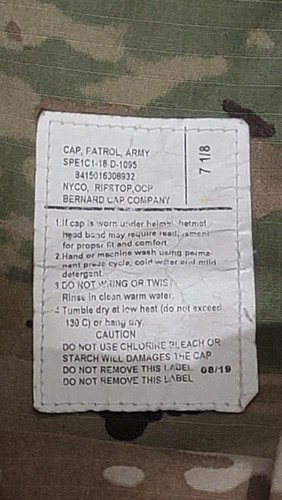 CAP, PATROL, ARMY
SPE1C1-18-D-1095
8415016308932
NYCO, RIPSTOP,OCP
BERNARD CAP COMPANY
7 1/8
1.If cap is worn under helmet, helmet
head band may require readjustment
for proper fit and comfort.
2.Hand or machine wash using perma-
nent press cycle, cold water and mild
detergent.
3.DO NOT WRING OR TWIST
Rinse in clean warm water.
4.Tumble dry at low heat (do not exceed
130 C) or hang dry.
CAUTION
DO NOT USE CHLORINE BLEACH OR
STARCH WILL DAMAGES THE CAP
DO NOT REMOVE THIS LABEL 08/19
DO NOT REMOVE THIS LABEL